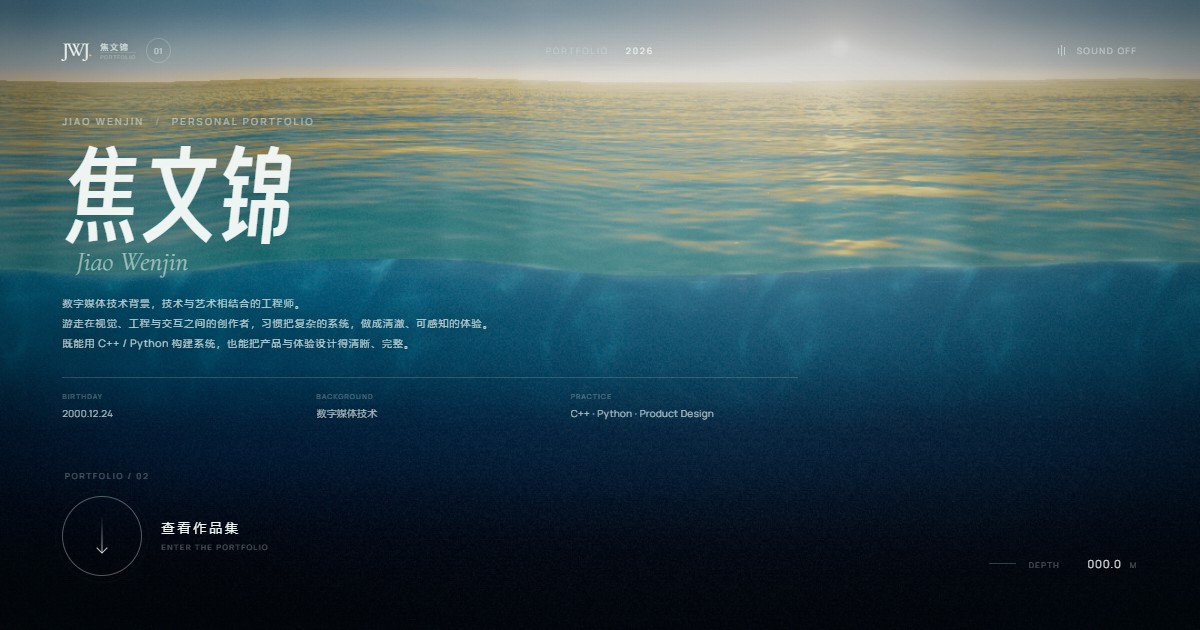 JWJ. 焦文锦 01
PORTFOLIO
PORTFOLIO 2026
SOUND OFF
JIAO WENJIN / PERSONAL PORTFOLIO
焦文锦
Jiao Wenjin
数字媒体技术背景，技术与艺术相结合的工程师。
游走在视觉、工程与交互之间的创作者，习惯把复杂的系统，做成清澈、可感知的体验。
既能用 C++ / Python 构建系统，也能把产品与体验设计得清晰、完整。
BIRTHDAY BACKGROUND PRACTICE
2000.12.24 数字媒体技术 C++ · Python · Product Design
PORTFOLIO / 02
查看作品集
ENTER THE PORTFOLIO
DEPTH 000.0 M